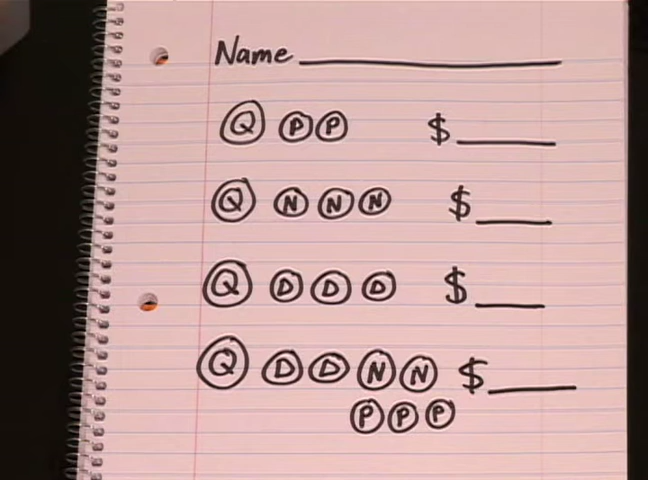 Name
Q P P $
Q N N N $
Q D D D $
Q D D N N $
P P P